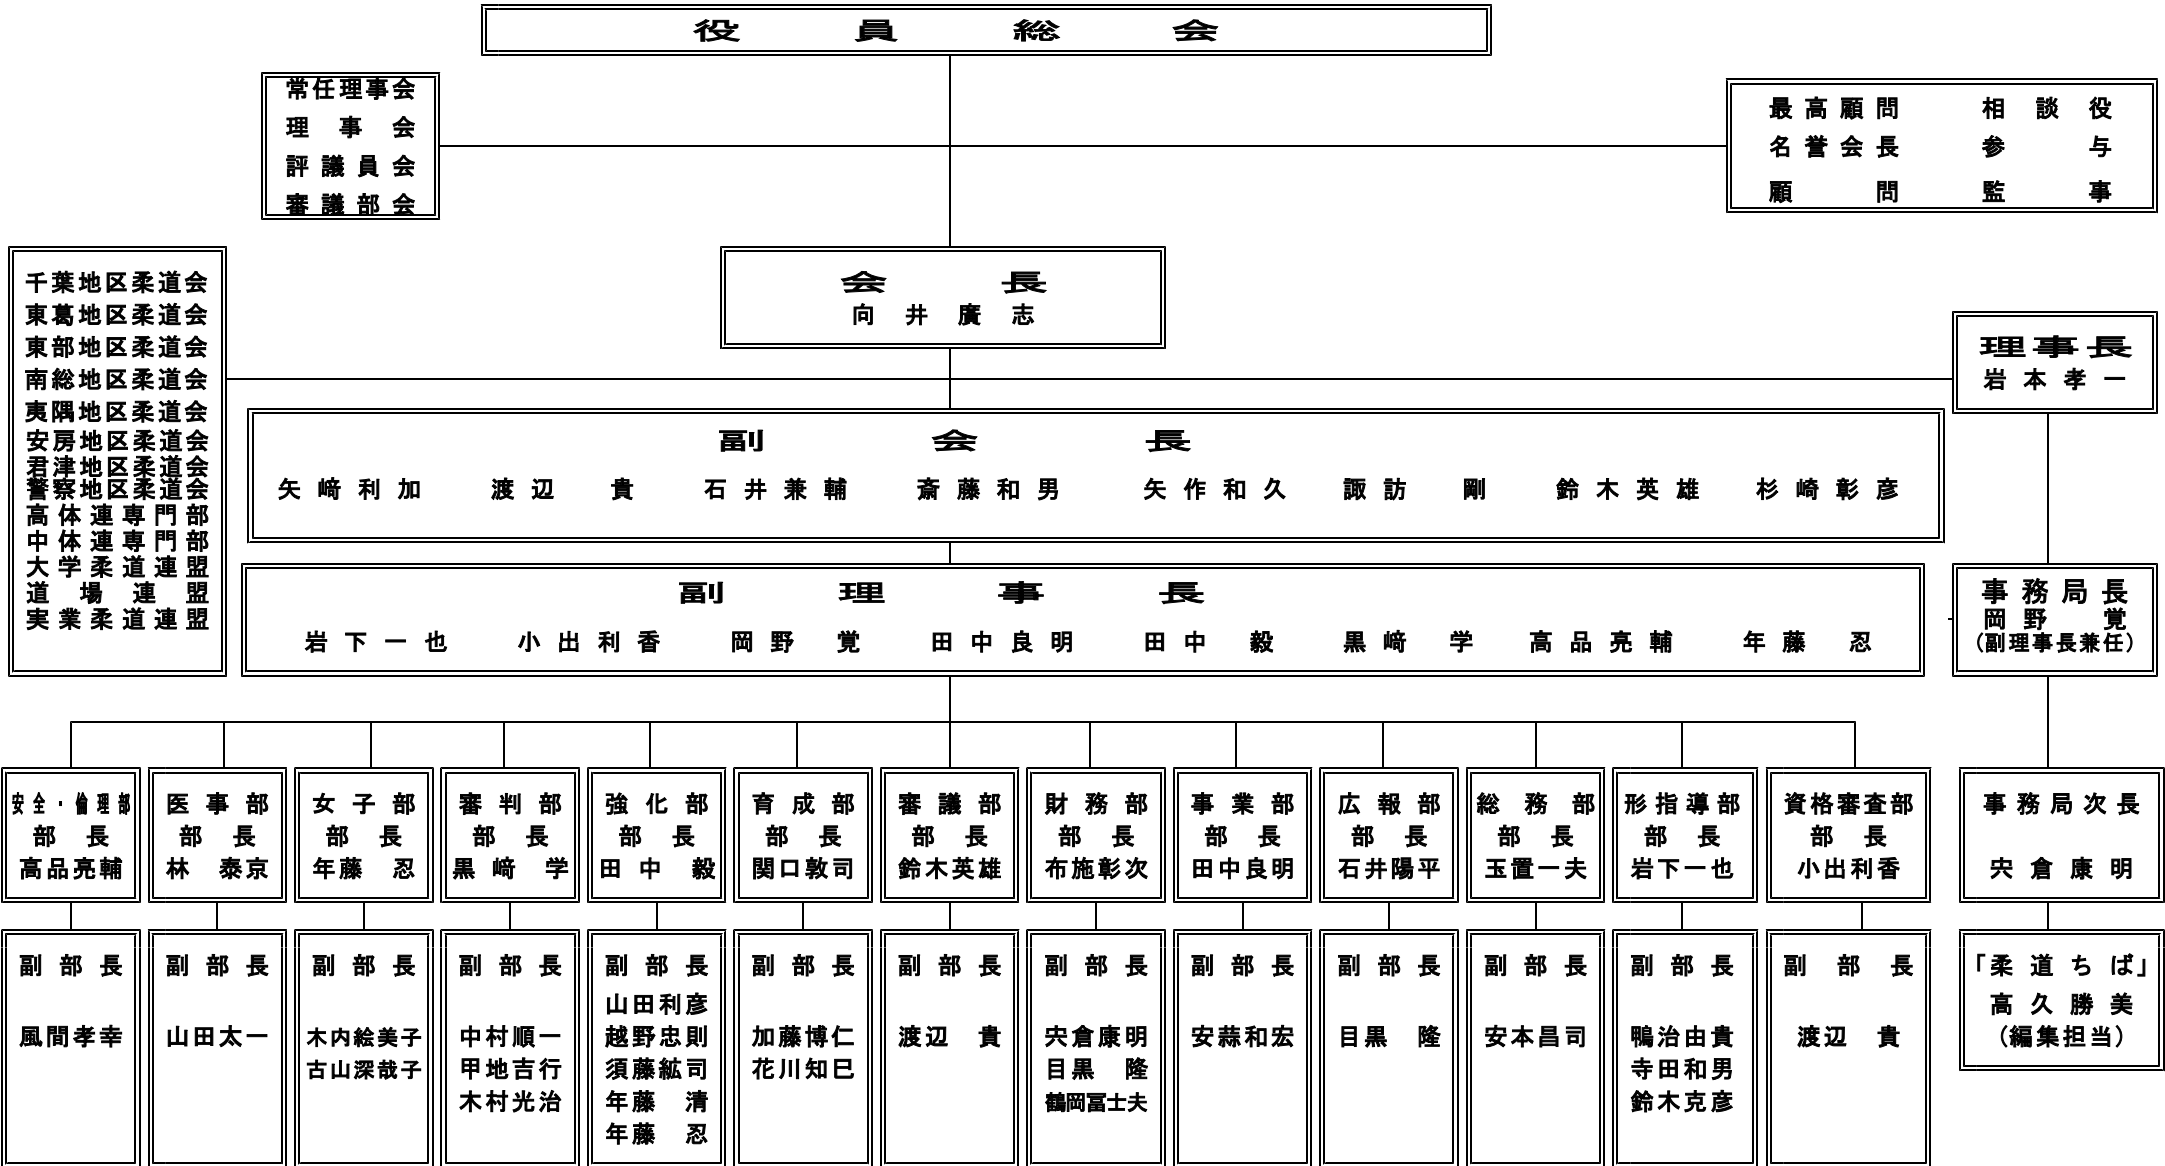 役員総会
常任理事会
理事会
評議員会
審議部会
最高顧問 相談役
名誉会長 参与
顧問 監事
千葉地区柔道会
東葛地区柔道会
東部地区柔道会
南総地区柔道会
夷隅地区柔道会
安房地区柔道会
君津地区柔道会
警察地区柔道会
高体連専門部
中体連専門部
大学柔道連盟
道場連盟
実業柔道連盟
会長
向井廣志
理事長
岩本孝一
副会長
矢﨑利加 渡辺貴 石井兼輔 斎藤和男 矢作和久 諏訪剛 鈴木英雄 杉崎彰彦
副理事長
岩下一也 小出利香 岡野覚 田中良明 田中毅 黒﨑学 高品亮輔 年藤忍
事務局長
岡野覚
（副理事長兼任）
安全・倫理部
部長
高品亮輔
医事部
部長
林泰京
女子部
部長
年藤忍
審判部
部長
黒﨑学
強化部
部長
田中毅
育成部
部長
関口敦司
審議部
部長
鈴木英雄
財務部
部長
布施彰次
事業部
部長
田中良明
広報部
部長
石井陽平
総務部
部長
玉置一夫
形指導部
部長
岩下一也
資格審査部
部長
小出利香
事務局次長
宍倉康明
副部長
風間孝幸
副部長
山田太一
副部長
木内絵美子
古山深哉子
副部長
中村順一
甲地吉行
木村光治
副部長
山田利彦
越野忠則
須藤紘司
年藤清
年藤忍
副部長
加藤博仁
花川知巳
副部長
渡辺貴
副部長
宍倉康明
目黒隆
鶴岡冨士夫
副部長
安蒜和宏
副部長
目黒隆
副部長
安本昌司
副部長
鴨治由貴
寺田和男
鈴木克彦
副部長
渡辺貴
「柔道ちば」
高久勝美
（編集担当）